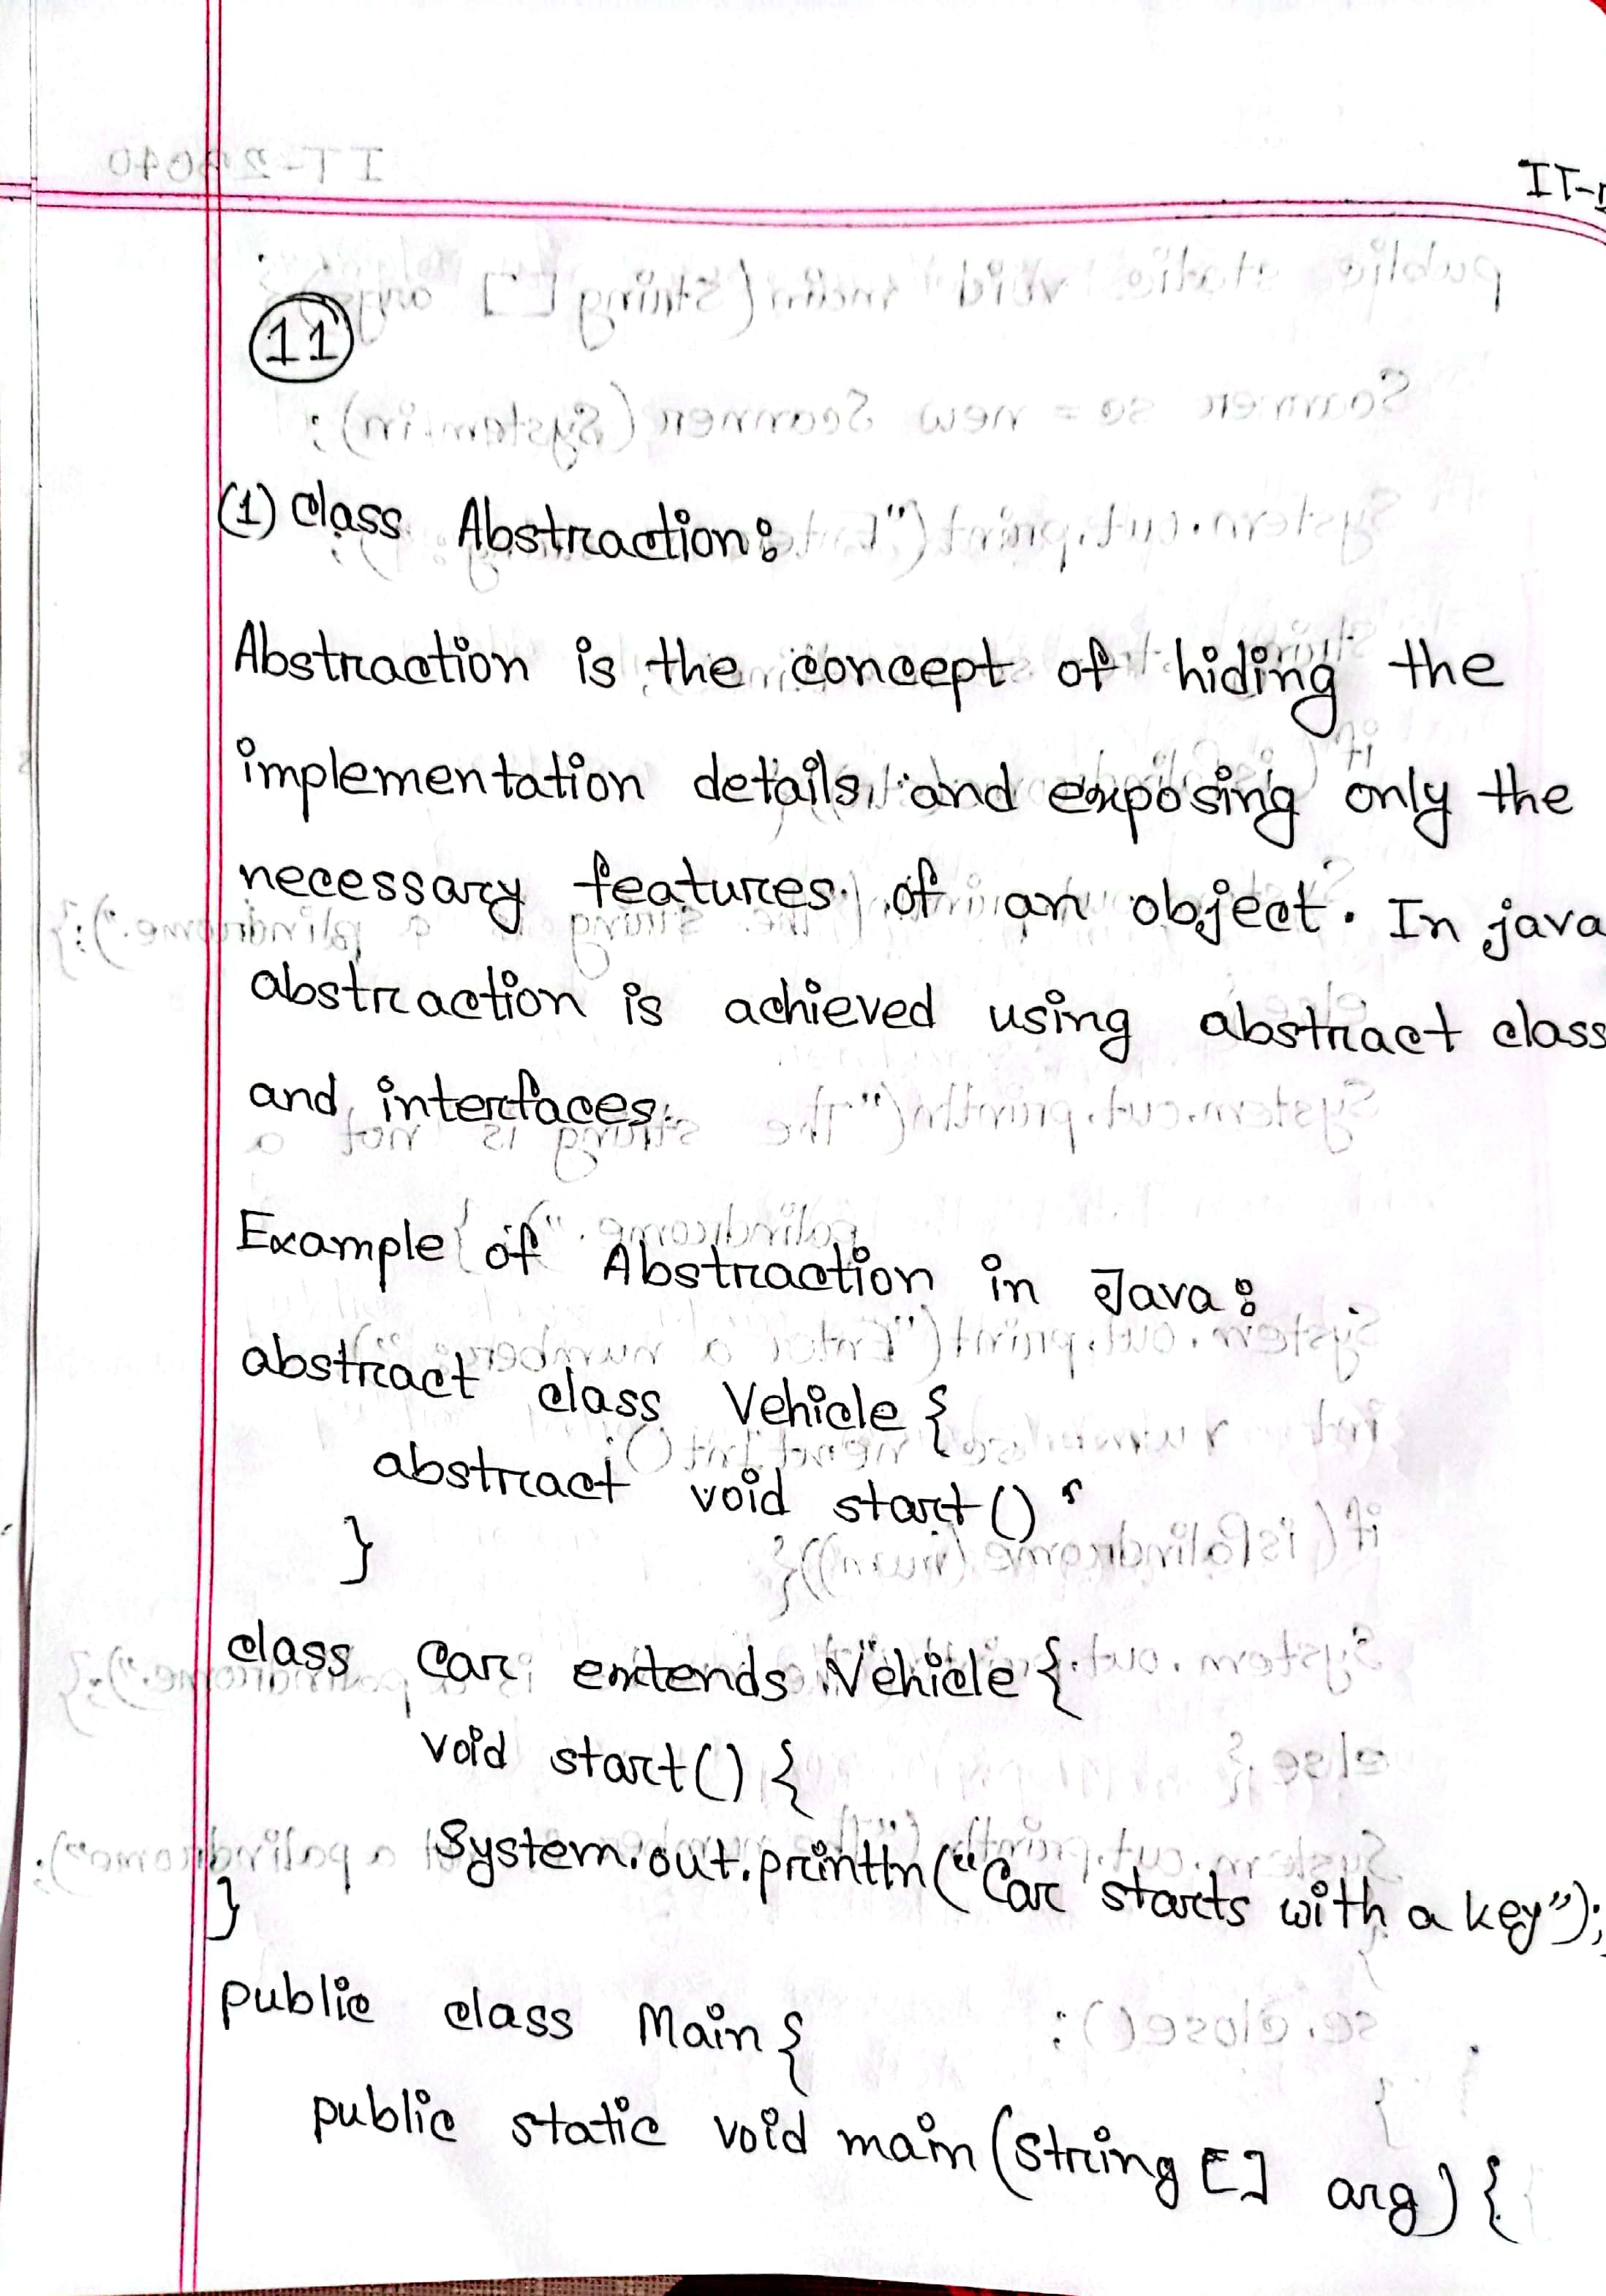 IT-
11
(1) Class Abstraction:
Abstraction is the concept of hiding the
implementation details, and exposing only the
necessary features of an object. In java
abstraction is achieved using abstract class
and interfaces.
Example of Abstraction in Java:
abstract class Vehicle {
abstract void start()
}
class Car extends Vehicle {
void start() {
System.out.println("Car starts with a key");
}
public class Main {
public static void main (String [] arg) {